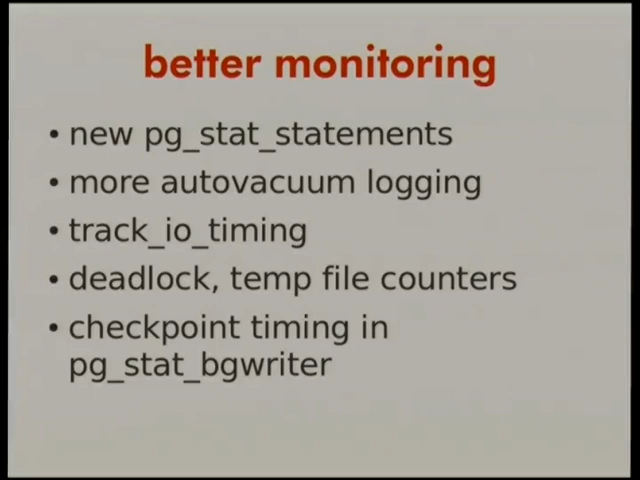 better monitoring
• new pg_stat_statements
• more autovacuum logging
• track_io_timing
• deadlock, temp file counters
• checkpoint timing in
pg_stat_bgwriter